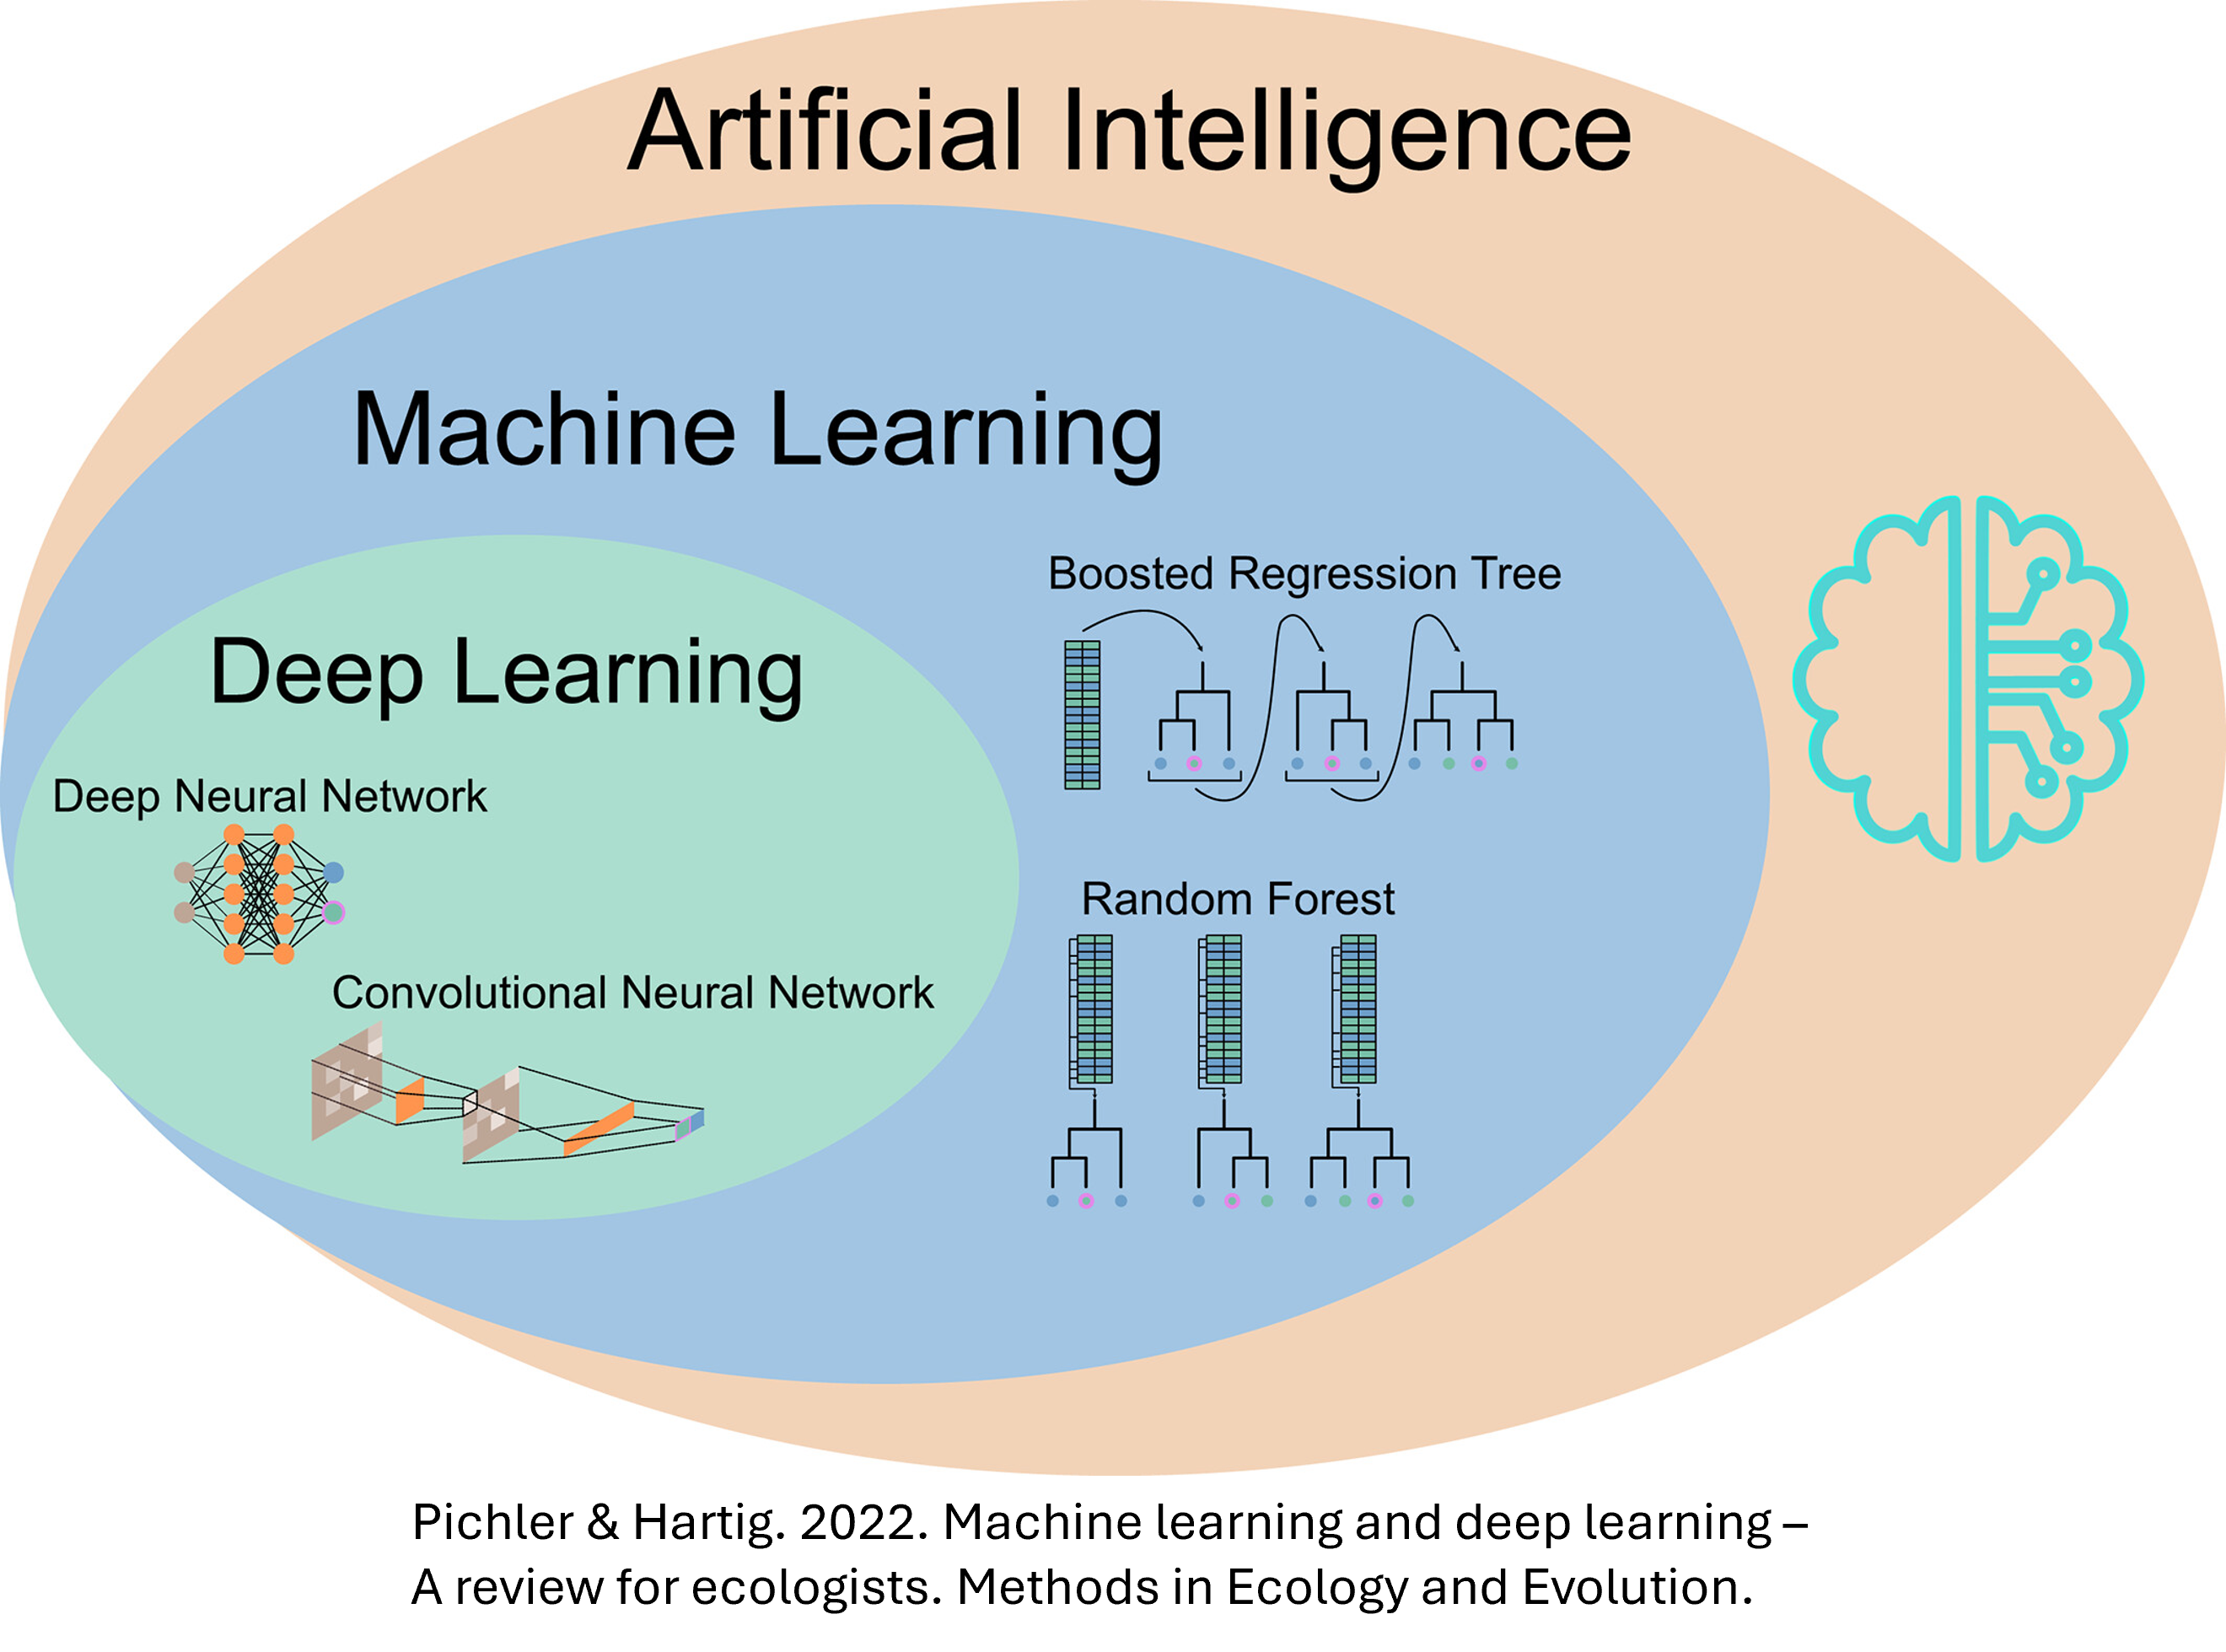 Artificial Intelligence
Machine Learning
Deep Learning
Boosted Regression Tree
Deep Neural Network
Random Forest
Convolutional Neural Network
Pichler & Hartig. 2022. Machine learning and deep learning –
A review for ecologists. Methods in Ecology and Evolution.